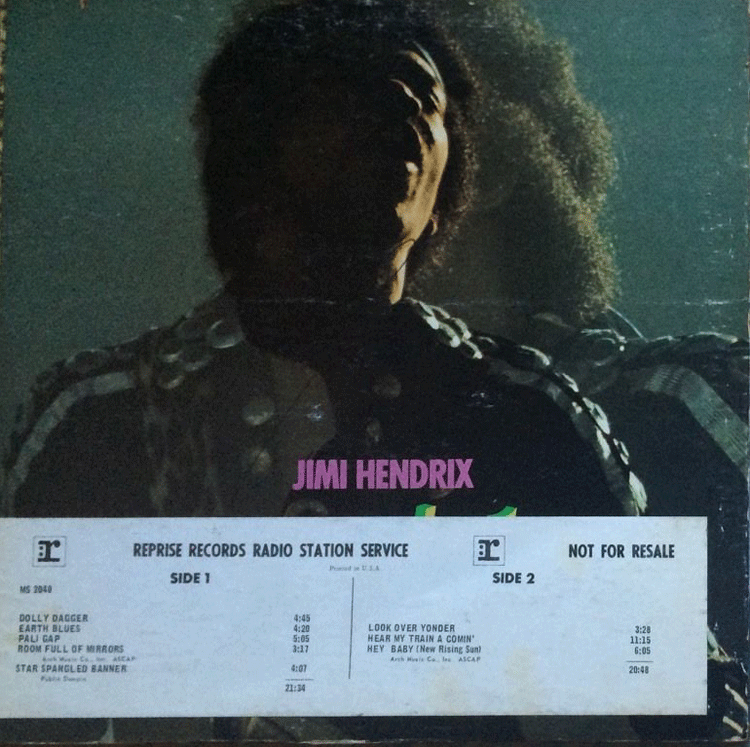 JIMI HENDRIX
r REPRISE RECORDS RADIO STATION SERVICE r NOT FOR RESALE
Printed in U.S.A.
SIDE 1 SIDE 2
MS 2040
DOLLY DAGGER 4:45
EARTH BLUES 4:20
PALI GAP 5:05
ROOM FULL OF MIRRORS 3:17
Arch Music Co., Inc. ASCAP
STAR SPANGLED BANNER 4:07
Public Domain
21:34
LOOK OVER YONDER 3:28
HEAR MY TRAIN A COMIN' 11:15
HEY BABY (New Rising Sun) 6:05
Arch Music Co., Inc. ASCAP
20:48